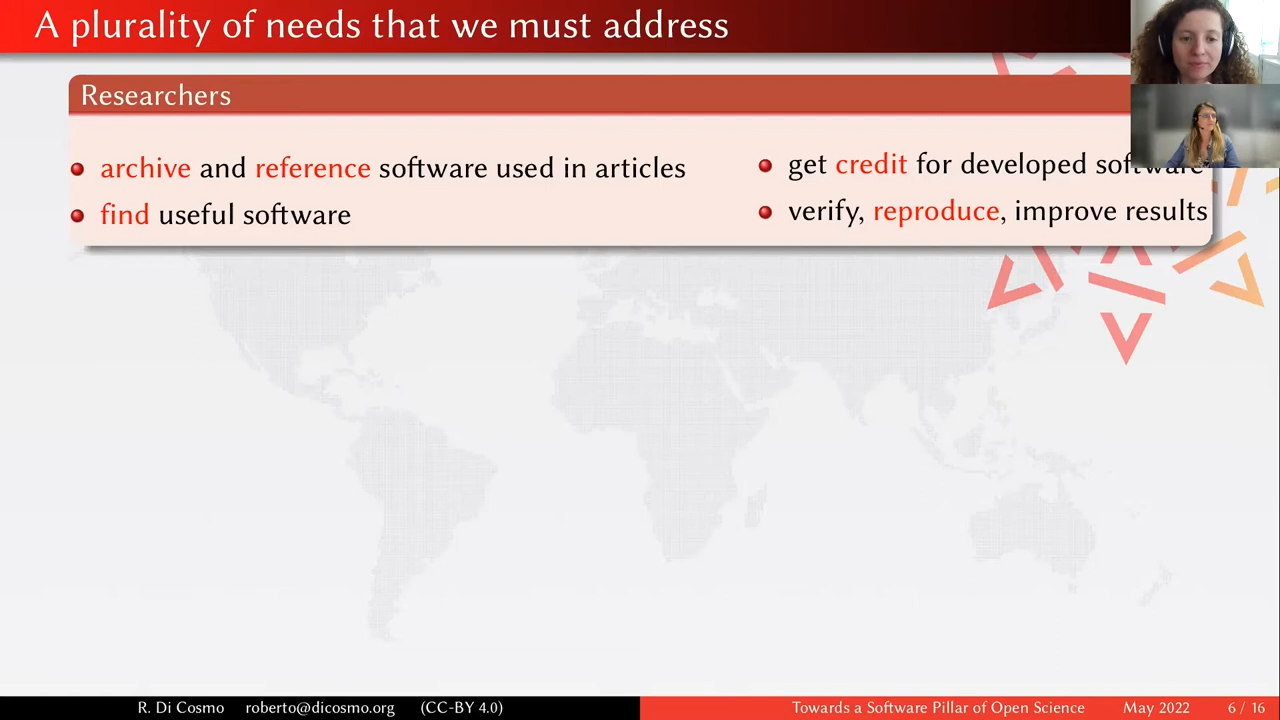 A plurality of needs that we must address
Researchers
archive and reference software used in articles
find useful software
get credit for developed software
verify, reproduce, improve results
R. Di Cosmo roberto@dicosmo.org (CC-BY 4.0)
Towards a Software Pillar of Open Science May 2022 6 / 16